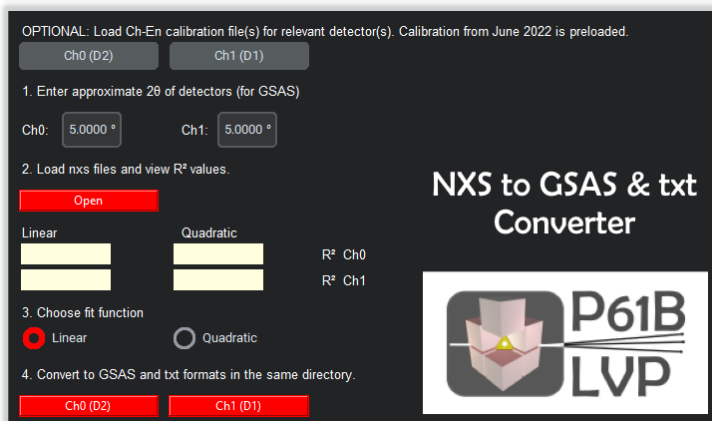 OPTIONAL: Load Ch-En calibration file(s) for relevant detector(s). Calibration from June 2022 is preloaded.
Ch0 (D2) Ch1 (D1)
1. Enter approximate 2θ of detectors (for GSAS)
Ch0: 5.0000 ° Ch1: 5.0000 °
2. Load nxs files and view R² values.
Open
Linear Quadratic
R² Ch0
R² Ch1
3. Choose fit function
Linear Quadratic
4. Convert to GSAS and txt formats in the same directory.
Ch0 (D2) Ch1 (D1)
NXS to GSAS & txt
Converter
P61B
LVP